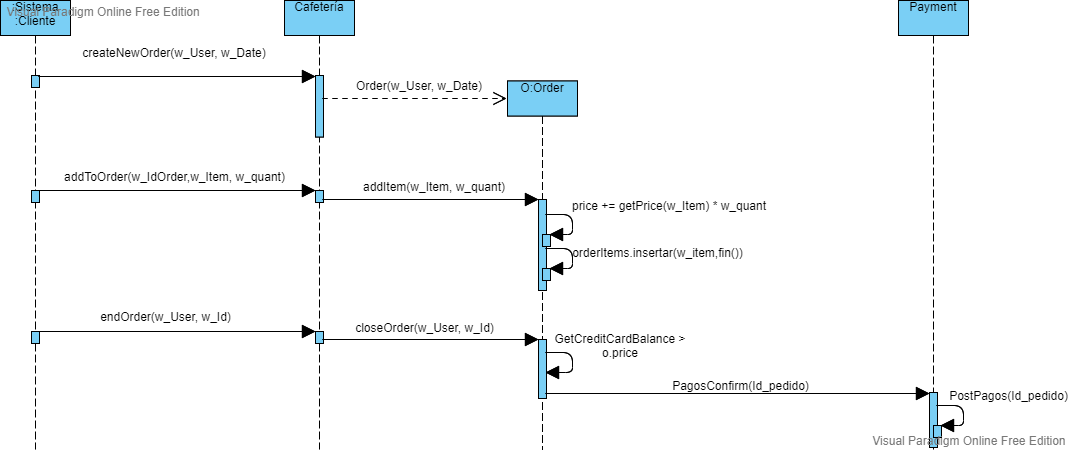 :Sistema
:Cliente
Visual Paradigm Online Free Edition
Cafetería
Payment
createNewOrder(w_User, w_Date)
Order(w_User, w_Date)
O:Order
addToOrder(w_IdOrder,w_Item, w_quant)
addItem(w_Item, w_quant)
price += getPrice(w_Item) * w_quant
orderItems.insertar(w_item,fin())
endOrder(w_User, w_Id)
closeOrder(w_User, w_Id)
GetCreditCardBalance >
o.price
PagosConfirm(Id_pedido)
PostPagos(Id_pedido)
Visual Paradigm Online Free Edition